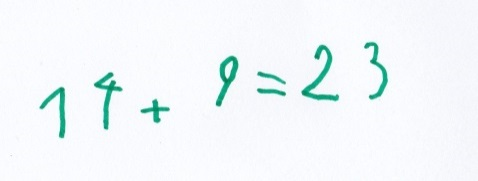 14 + 9 = 23